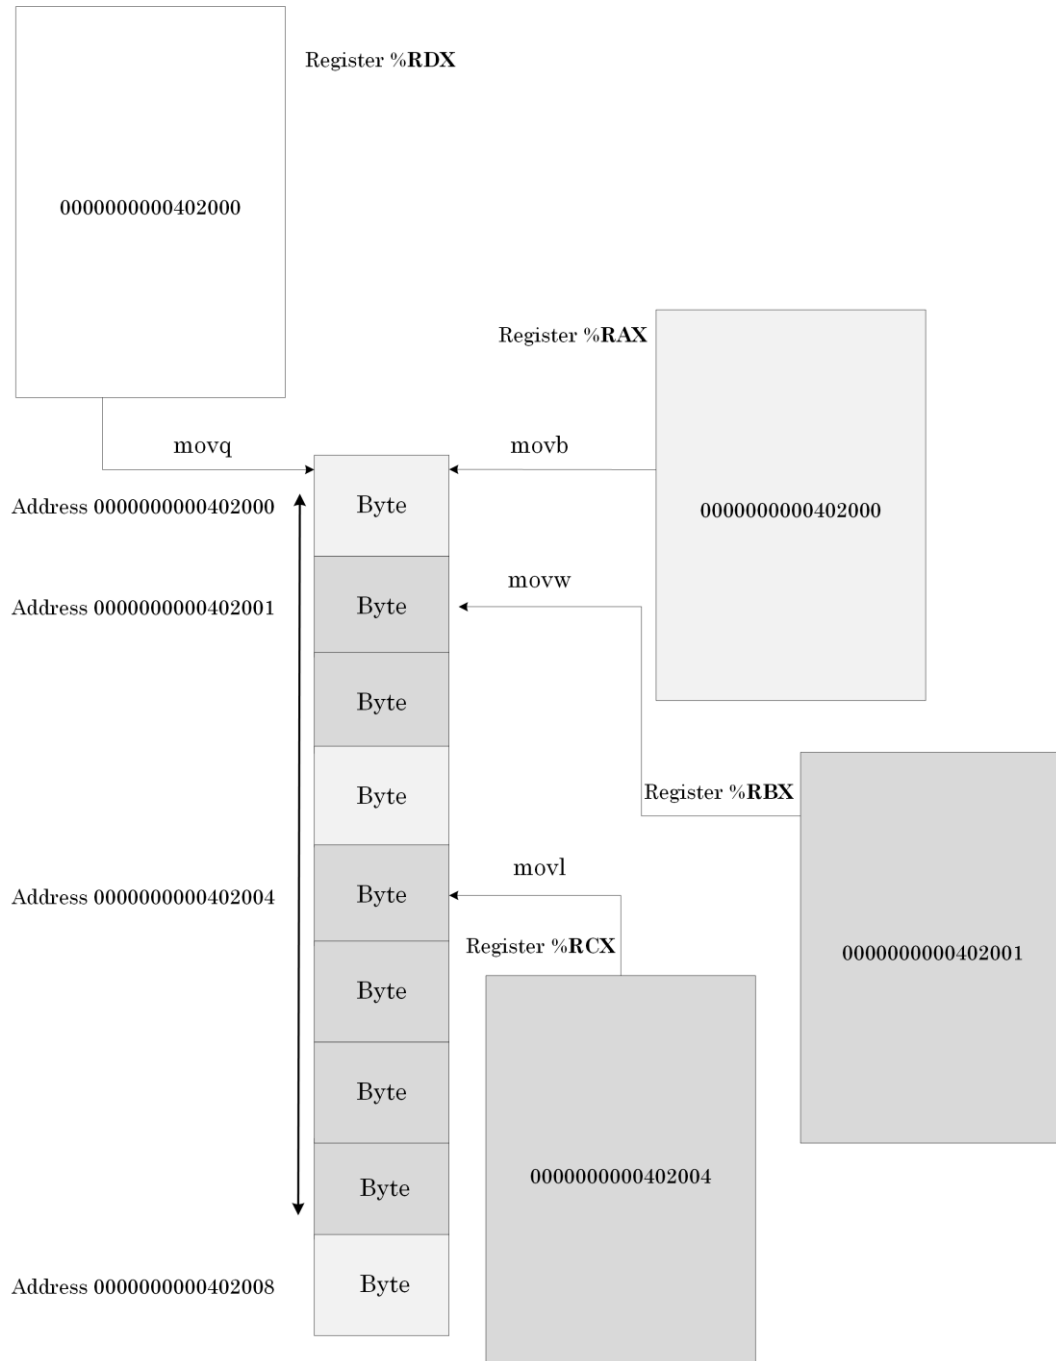 Register %RDX
0000000000402000
Register %RAX
movq
movb
Address 0000000000402000
Byte
0000000000402000
movw
Address 0000000000402001
Byte
Byte
Register %RBX
Byte
movl
Address 0000000000402004
Byte
Register %RCX
0000000000402001
Byte
Byte
0000000000402004
Byte
Address 0000000000402008
Byte